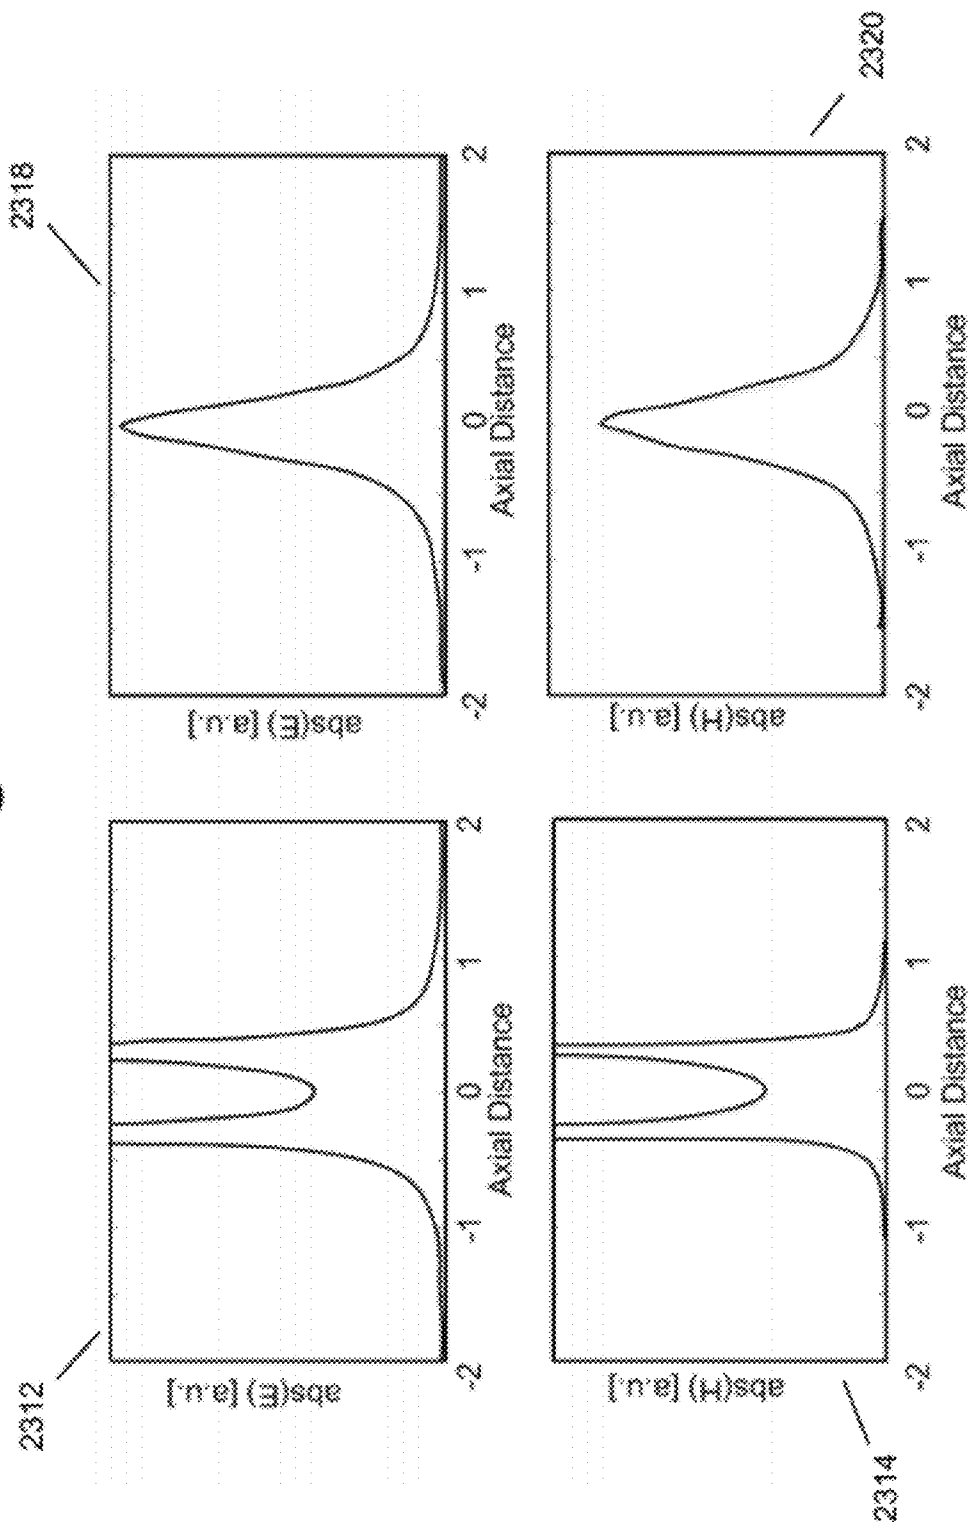 2312
2318
abs(E) [a.u.]
-2 -1 0 1 2
Axial Distance
abs(E) [a.u.]
-2 -1 0 1 2
Axial Distance
abs(H) [a.u.]
-2 -1 0 1 2
Axial Distance
abs(H) [a.u.]
-2 -1 0 1 2
Axial Distance
2314
2320